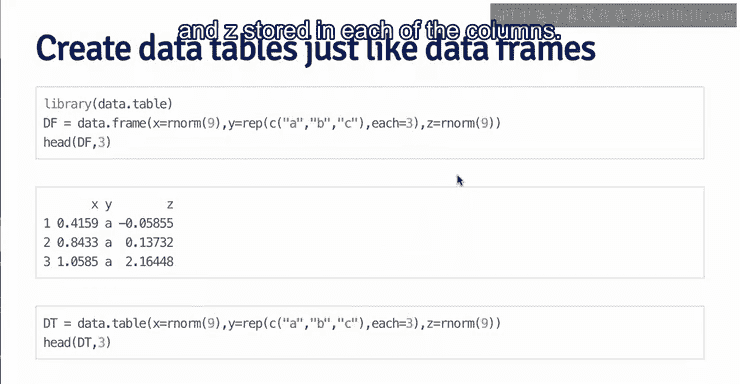 and z stored in each of the columns.
Create data tables just like data frames
library(data.table)
DF = data.frame(x=rnorm(9),y=rep(c("a","b","c"),each=3),z=rnorm(9))
head(DF,3)
x y z
1 0.4159 a -0.05855
2 0.8433 a 0.13732
3 1.0585 a 2.16448
DT = data.table(x=rnorm(9),y=rep(c("a","b","c"),each=3),z=rnorm(9))
head(DT,3)